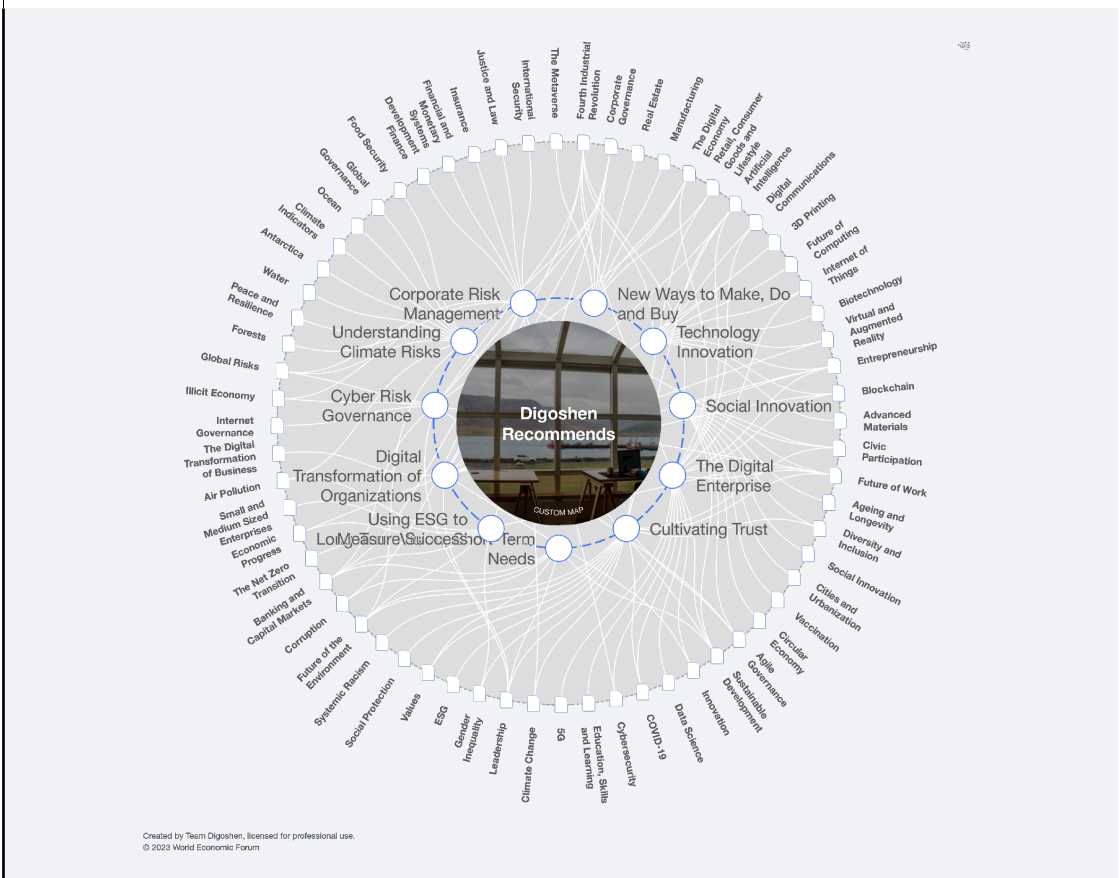 The Metaverse
Fourth Industrial
Revolution
Corporate
Governance
Real Estate
Manufacturing
The Digital
Economy
Retail, Consumer
Goods and
Lifestyle
Artificial
Intelligence
Digital
Communications
3D Printing
Future of
Computing
Internet of
Things
Biotechnology
Virtual and
Augmented
Reality
Entrepreneurship
Blockchain
Advanced
Materials
Civic
Participation
Future of Work
Ageing and
Longevity
Diversity and
Inclusion
Social Innovation
Cities and
Urbanization
Vaccination
Circular
Economy
Agile
Governance
Sustainable
Development
Innovation
Data Science
COVID-19
Cybersecurity
Education, Skills
and Learning
5G
Climate Change
Leadership
Gender
Inequality
ESG
Values
Social Protection
Systemic Racism
Future of the
Environment
Corruption
Banking and
Capital Markets
The Net Zero
Transition
Economic
Progress
Small and
Medium Sized
Enterprises
Air Pollution
The Digital
Transformation
of Business
Internet
Governance
Illicit Economy
Global Risks
Forests
Peace and
Resilience
Water
Antarctica
Climate
Indicators
Ocean
Global
Governance
Food Security
Development
Finance
Financial and
Monetary
Systems
Insurance
Justice and Law
International
Security
Corporate Risk
Management
New Ways to Make, Do
and Buy
Understanding
Climate Risks
Technology
Innovation
Cyber Risk
Governance
Social Innovation
Digoshen
Recommends
CUSTOM MAP
Digital
Transformation of
Organizations
The Digital
Enterprise
Using ESG to
Measure Success
Needs
Cultivating Trust
Created by Team Digoshen, licensed for professional use.
© 2023 World Economic Forum